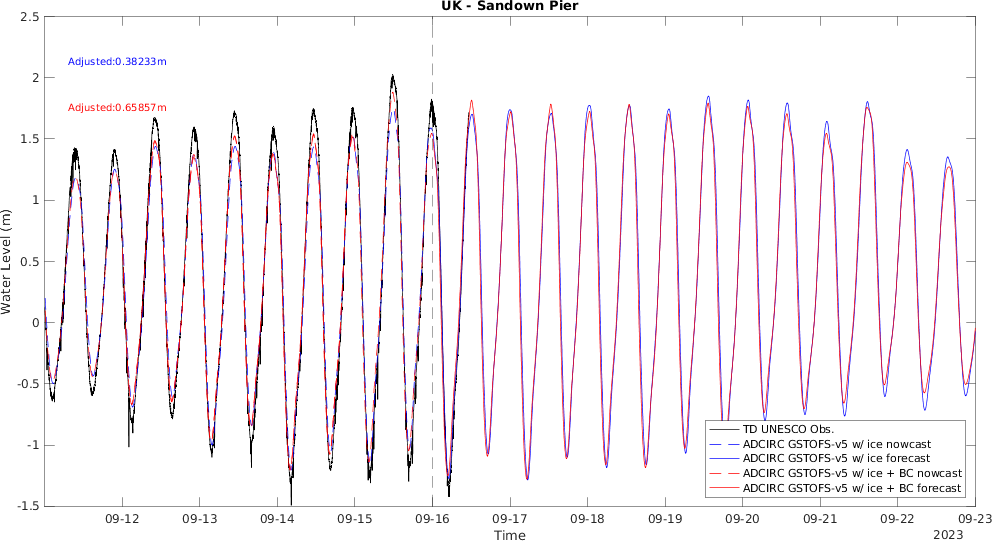 UK - Sandown Pier
2.5
2
1.5
1
0.5
0
-0.5
-1
-1.5
Water Level (m)
Adjusted:0.38233m
Adjusted:0.65857m
TD UNESCO Obs.
ADCIRC GSTOFS-v5 w/ ice nowcast
ADCIRC GSTOFS-v5 w/ ice forecast
ADCIRC GSTOFS-v5 w/ ice + BC nowcast
ADCIRC GSTOFS-v5 w/ ice + BC forecast
09-12 09-13 09-14 09-15 09-16 09-17 09-18 09-19 09-20 09-21 09-22 09-23
Time
2023